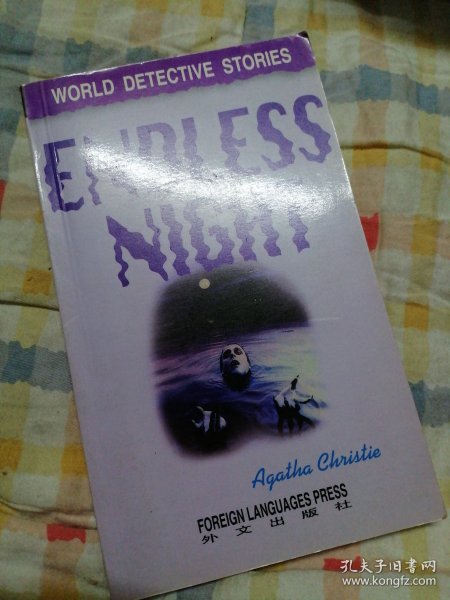 WORLD DETECTIVE STORIES
ENDLESS
NIGHT
Agatha Christie
FOREIGN LANGUAGES PRESS
外文出版社
孔夫子旧书网
www.kongfz.com